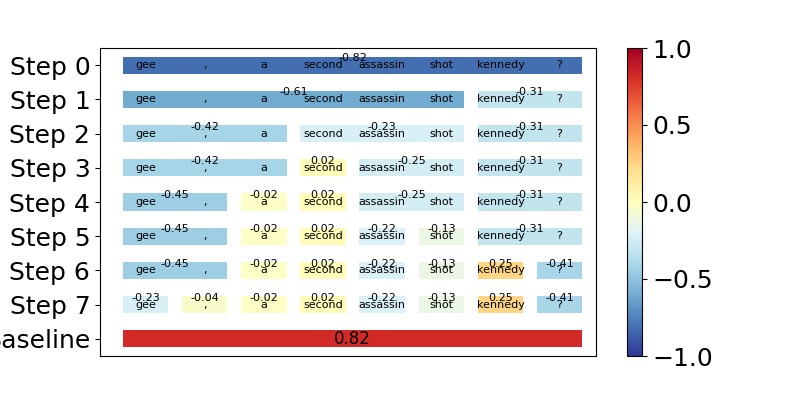 -0.82
Step 0 gee , a second assassin shot kennedy ? 1.0
-0.61 -0.31
Step 1 gee , a second assassin shot kennedy ?
-0.42 -0.23 -0.31
Step 2 gee , a second assassin shot kennedy ? 0.5
-0.42 0.02 -0.25 -0.31
Step 3 gee , a second assassin shot kennedy ?
-0.45 -0.02 0.02 -0.25 -0.31
Step 4 gee , a second assassin shot kennedy ? 0.0
-0.45 -0.02 0.02 -0.22 -0.13 -0.31
Step 5 gee , a second assassin shot kennedy ?
-0.45 -0.02 0.02 -0.22 -0.13 0.25 -0.41
Step 6 gee , a second assassin shot kennedy ? −0.5
-0.23 -0.04 -0.02 0.02 -0.22 -0.13 0.25 -0.41
Step 7 gee , a second assassin shot kennedy ?
aseline 0.82
−1.0